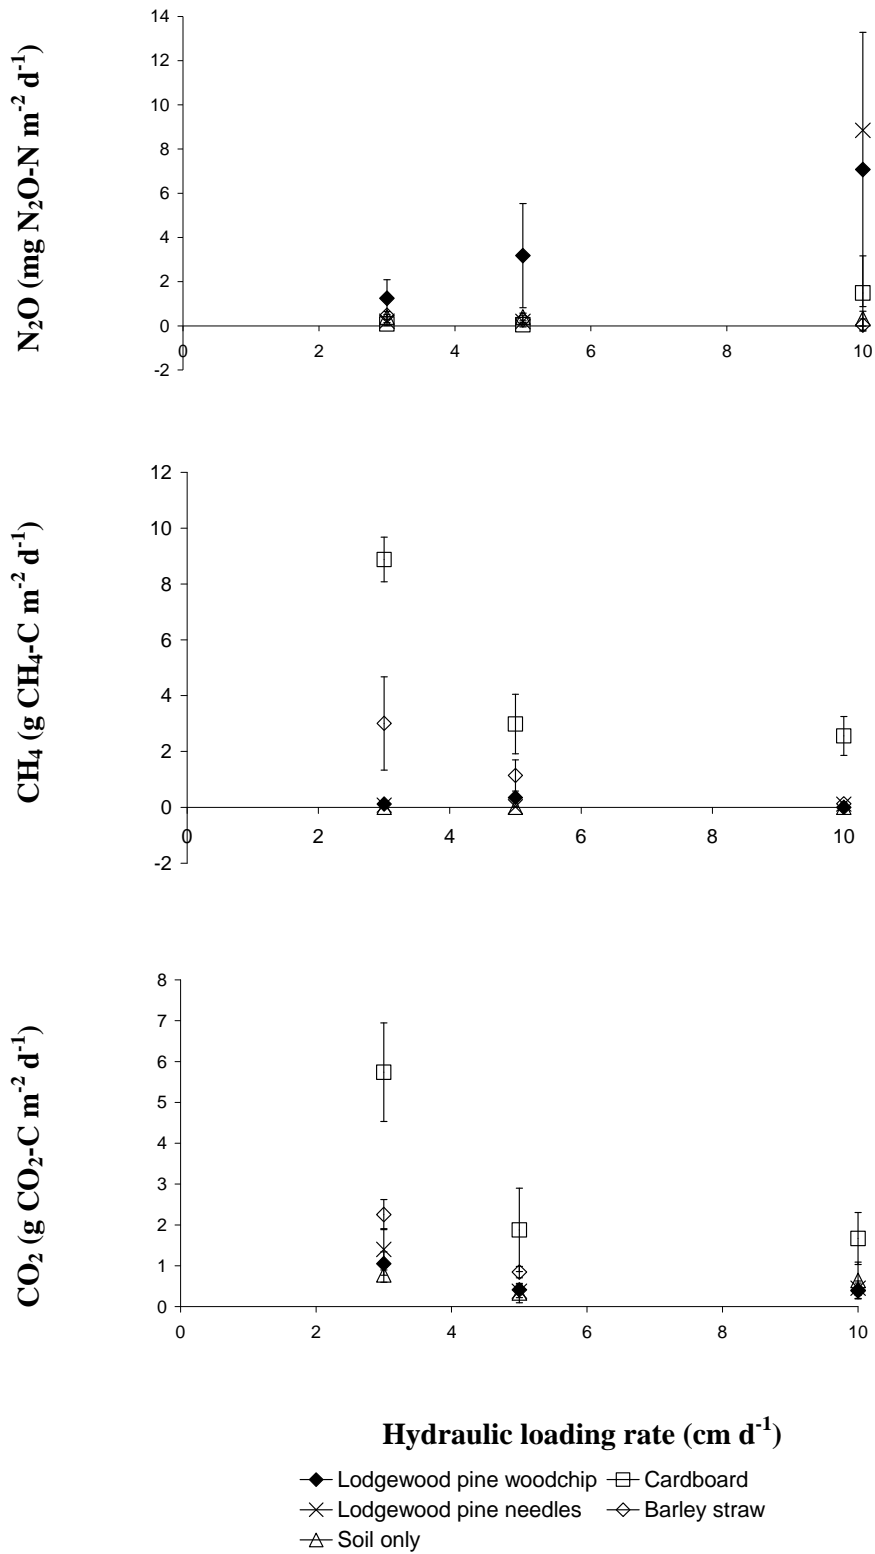 N₂O (mg N₂O-N m⁻² d⁻¹)
14
12
10
8
6
4
2
0
-2
0 2 4 6 8 10
CH₄ (g CH₄-C m⁻² d⁻¹)
12
10
8
6
4
2
0
-2
0 2 4 6 8 10
CO₂ (g CO₂-C m⁻² d⁻¹)
8
7
6
5
4
3
2
1
0
0 2 4 6 8 10
Hydraulic loading rate (cm d⁻¹)
Lodgewood pine woodchip Cardboard
Lodgewood pine needles Barley straw
Soil only